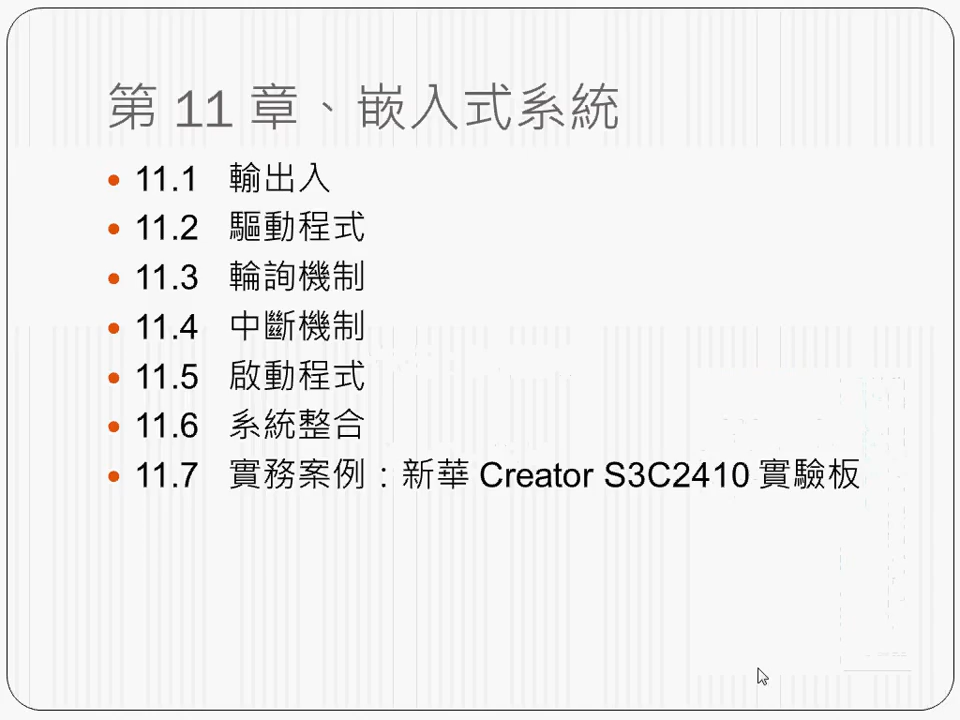 第 11 章、嵌入式系統
11.1 輸出入
11.2 驅動程式
11.3 輪詢機制
11.4 中斷機制
11.5 啟動程式
11.6 系統整合
11.7 實務案例：新華 Creator S3C2410 實驗板